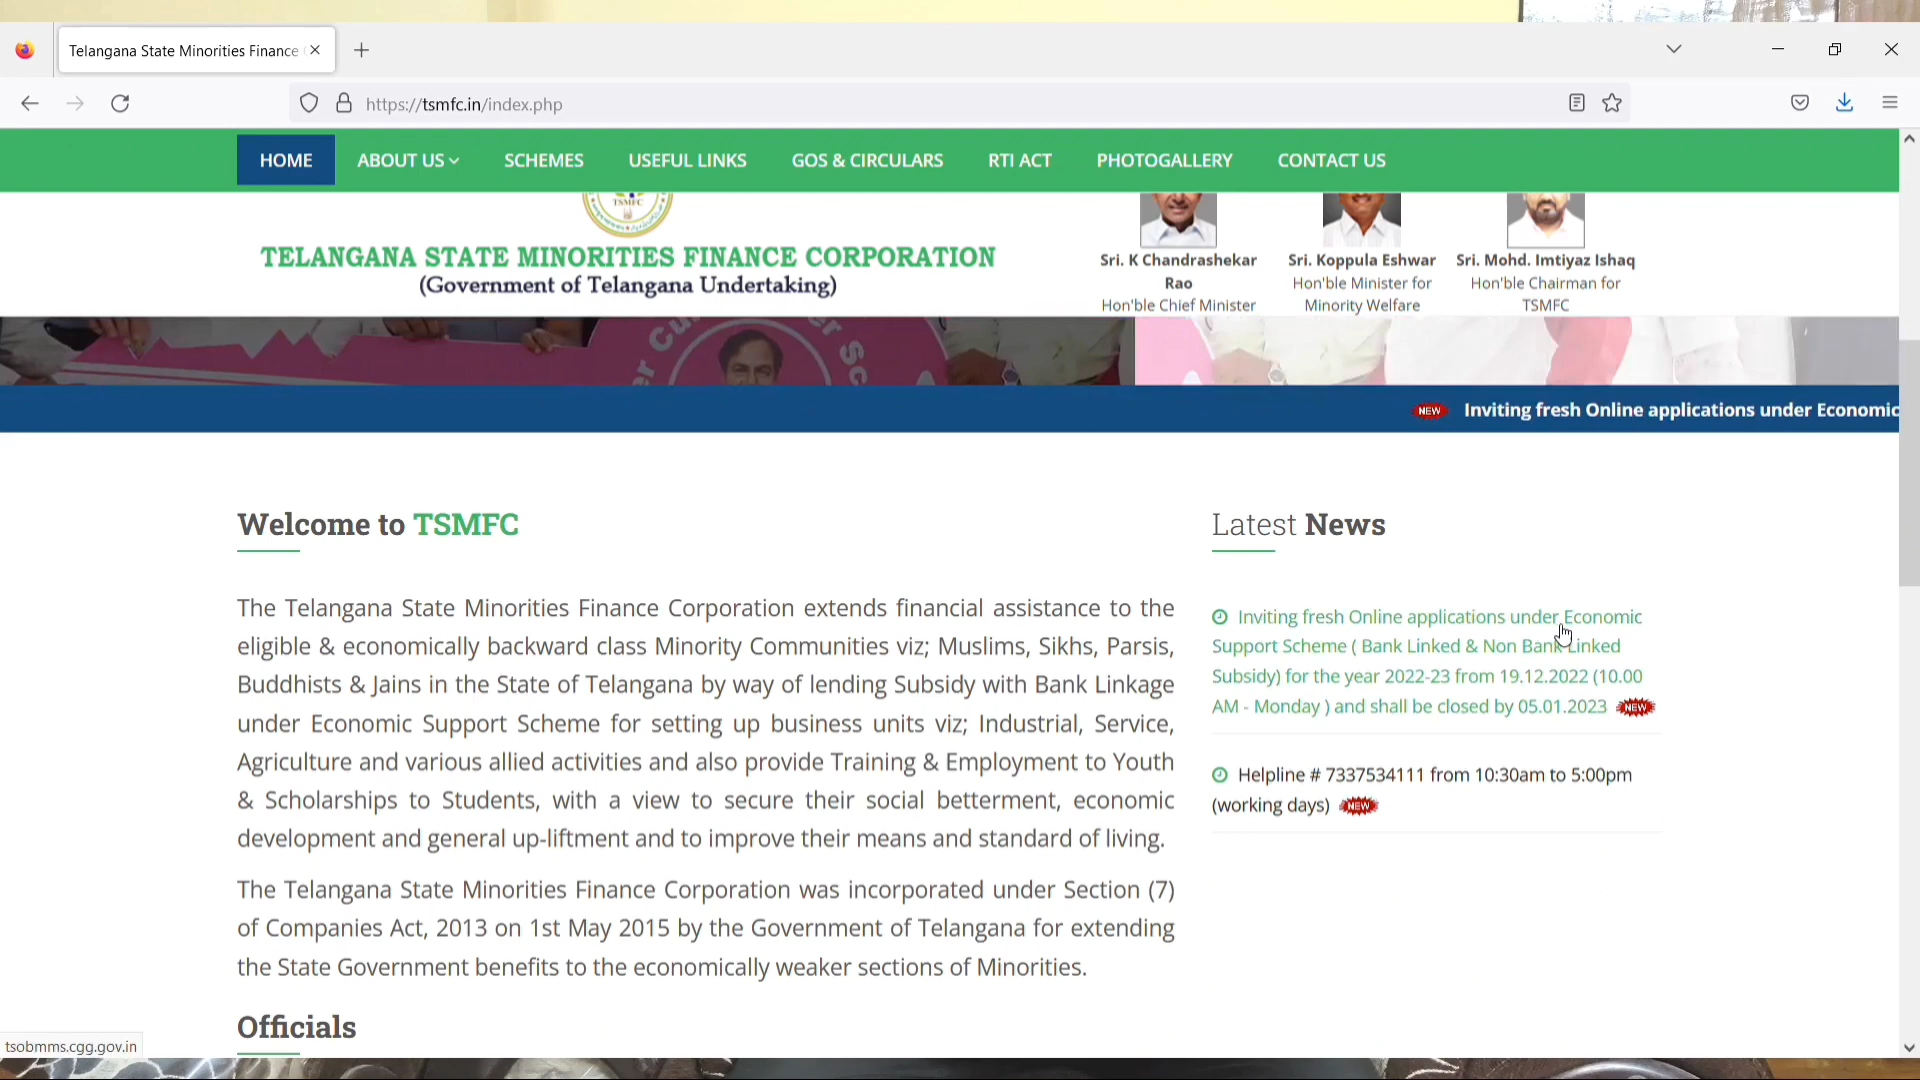 Telangana State Minorities Finance
https://tsmfc.in/index.php
HOME ABOUT US SCHEMES USEFUL LINKS GOS & CIRCULARS RTI ACT PHOTOGALLERY CONTACT US
TSMFC
TELANGANA STATE MINORITIES FINANCE CORPORATION
(Government of Telangana Undertaking)
Sri. K Chandrashekar
Rao
Hon'ble Chief Minister
Sri. Koppula Eshwar
Hon'ble Minister for
Minority Welfare
Sri. Mohd. Imtiyaz Ishaq
Hon'ble Chairman for
TSMFC
NEW Inviting fresh Online applications under Economic
Welcome to TSMFC
The Telangana State Minorities Finance Corporation extends financial assistance to the
eligible & economically backward class Minority Communities viz; Muslims, Sikhs, Parsis,
Buddhists & Jains in the State of Telangana by way of lending Subsidy with Bank Linkage
under Economic Support Scheme for setting up business units viz; Industrial, Service,
Agriculture and various allied activities and also provide Training & Employment to Youth
& Scholarships to Students, with a view to secure their social betterment, economic
development and general up-liftment and to improve their means and standard of living.
The Telangana State Minorities Finance Corporation was incorporated under Section (7)
of Companies Act, 2013 on 1st May 2015 by the Government of Telangana for extending
the State Government benefits to the economically weaker sections of Minorities.
Officials
Latest News
Inviting fresh Online applications under Economic
Support Scheme ( Bank Linked & Non Bank Linked
Subsidy) for the year 2022-23 from 19.12.2022 (10.00
AM - Monday ) and shall be closed by 05.01.2023 NEW
Helpline # 7337534111 from 10:30am to 5:00pm
(working days) NEW
tsobmms.cgg.gov.in